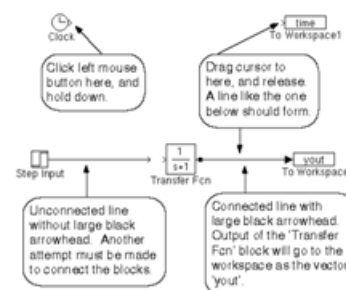 Clock
time
To Workspace1
Click left mouse
button here, and
hold down.
Drag cursor to
here, and release.
A line like the one
below should form.
Step Input
1
s+1
Transfer Fcn
yout
To Workspace
Unconnected line
without large black
arrowhead. Another
attempt must be made
to connect the blocks.
Connected line with
large black arrowhead.
Output of the 'Transfer
Fcn' block will go to the
workspace as the vector
'yout'.